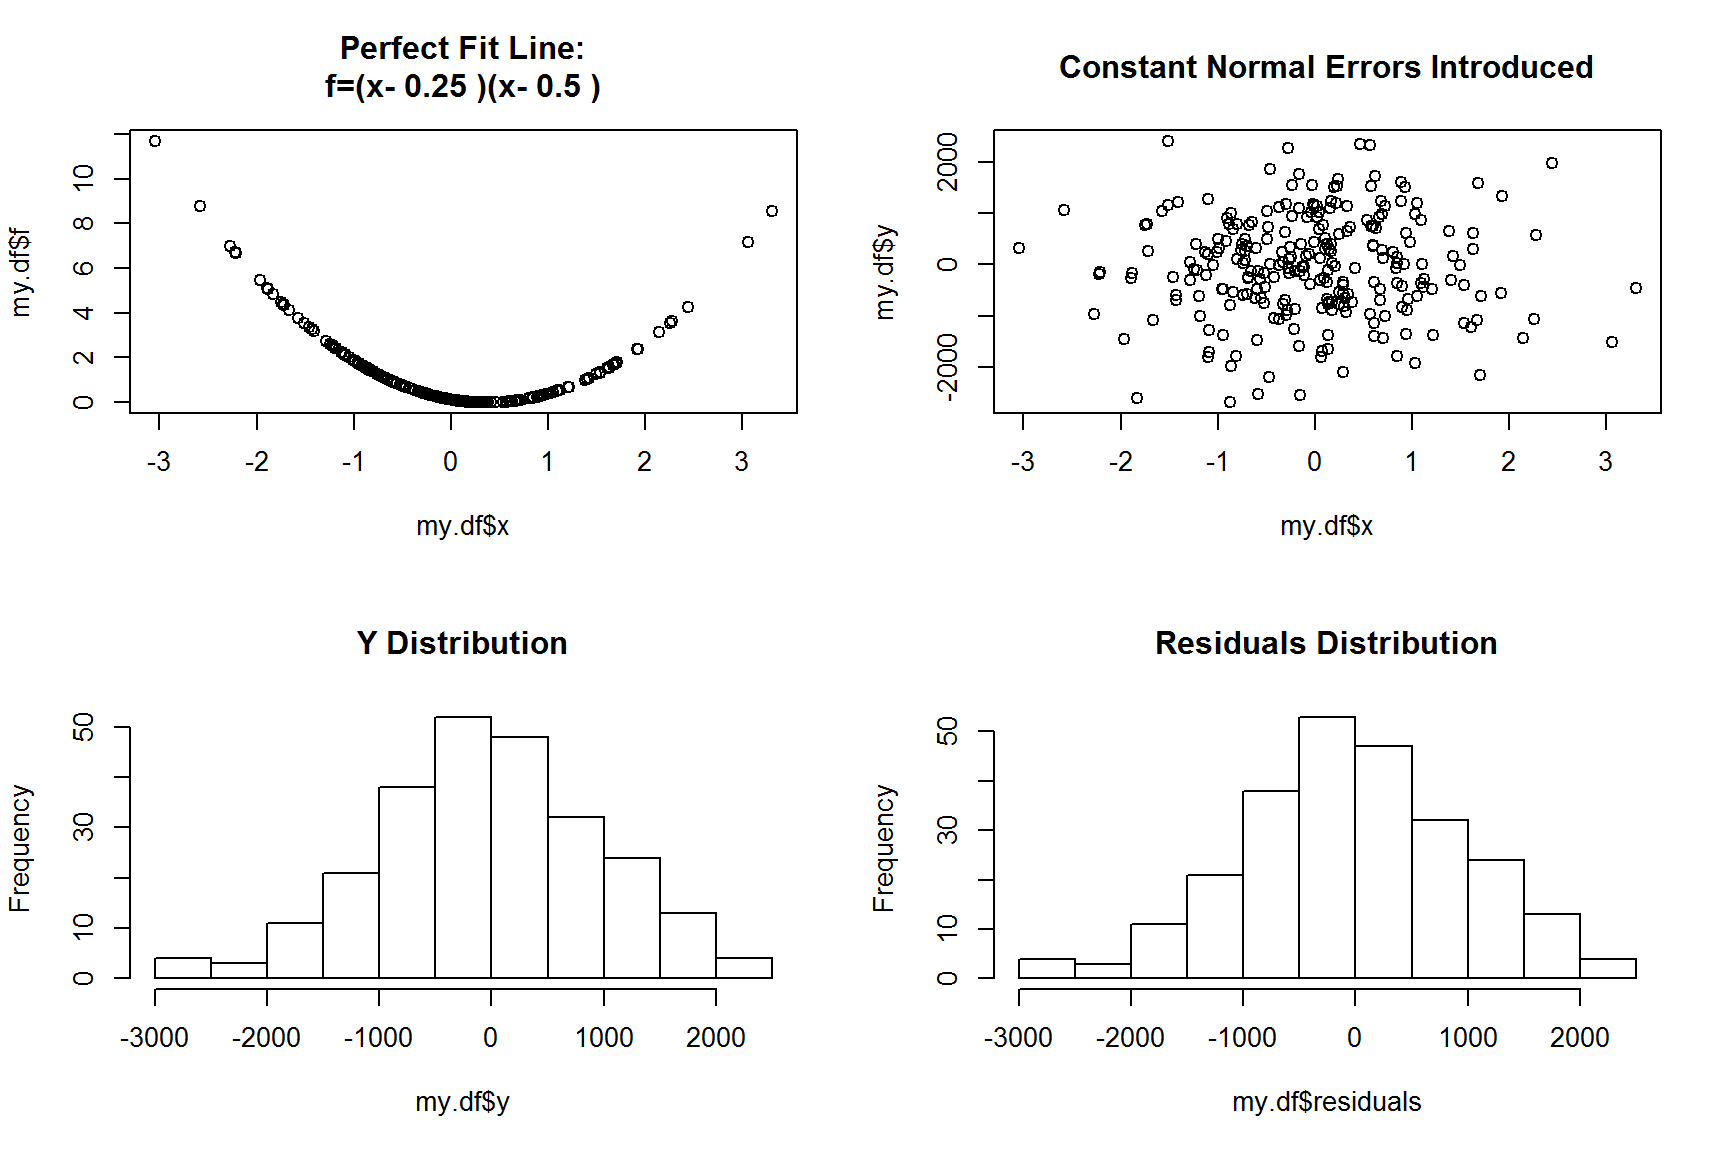 Perfect Fit Line:
f=(x- 0.25 )(x- 0.5 )
my.df$f
0 2 4 6 8 10
-3 -2 -1 0 1 2 3
my.df$x
Constant Normal Errors Introduced
my.df$y
-2000 0 2000
-3 -2 -1 0 1 2 3
my.df$x
Y Distribution
Frequency
0 10 30 50
-3000 -2000 -1000 0 1000 2000
my.df$y
Residuals Distribution
Frequency
0 10 30 50
-3000 -2000 -1000 0 1000 2000
my.df$residuals